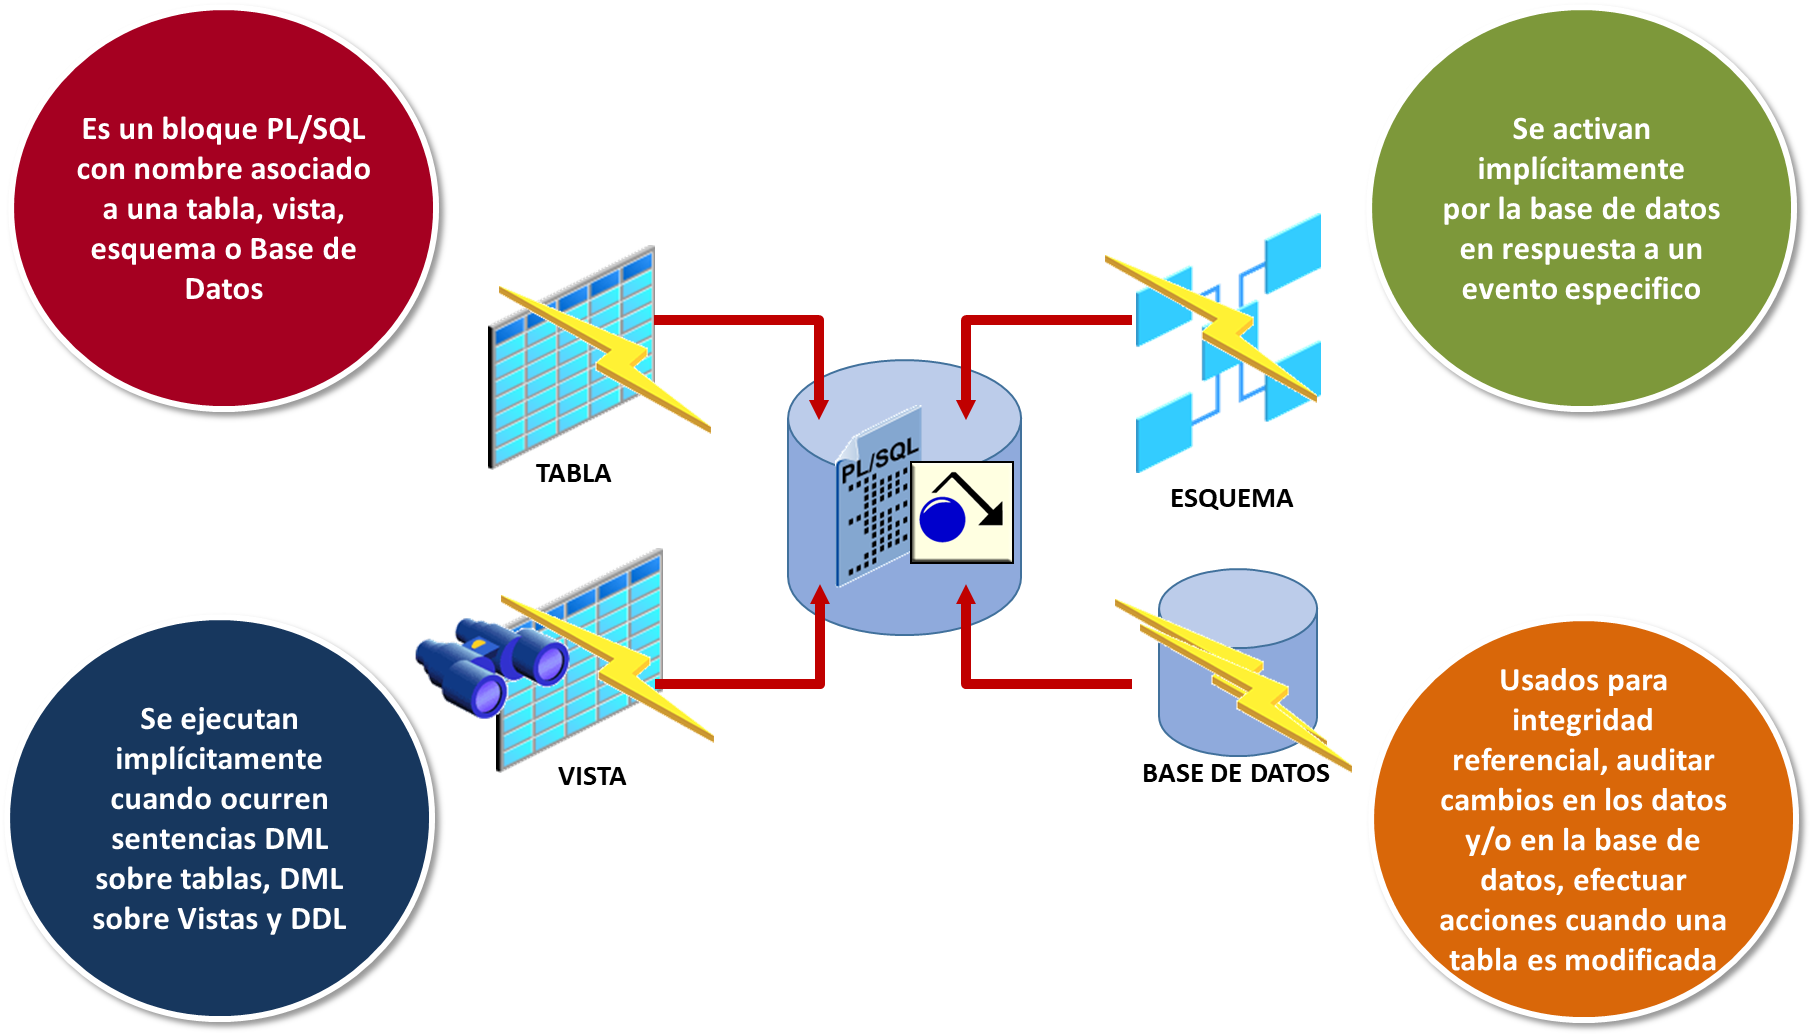 Es un bloque PL/SQL
con nombre asociado
a una tabla, vista,
esquema o Base de
Datos
Se activan
implícitamente
por la base de datos
en respuesta a un
evento especifico
TABLA
PL/SQL
ESQUEMA
VISTA
BASE DE DATOS
Se ejecutan
implícitamente
cuando ocurren
sentencias DML
sobre tablas, DML
sobre Vistas y DDL
Usados para
integridad
referencial, auditar
cambios en los datos
y/o en la base de
datos, efectuar
acciones cuando una
tabla es modificada